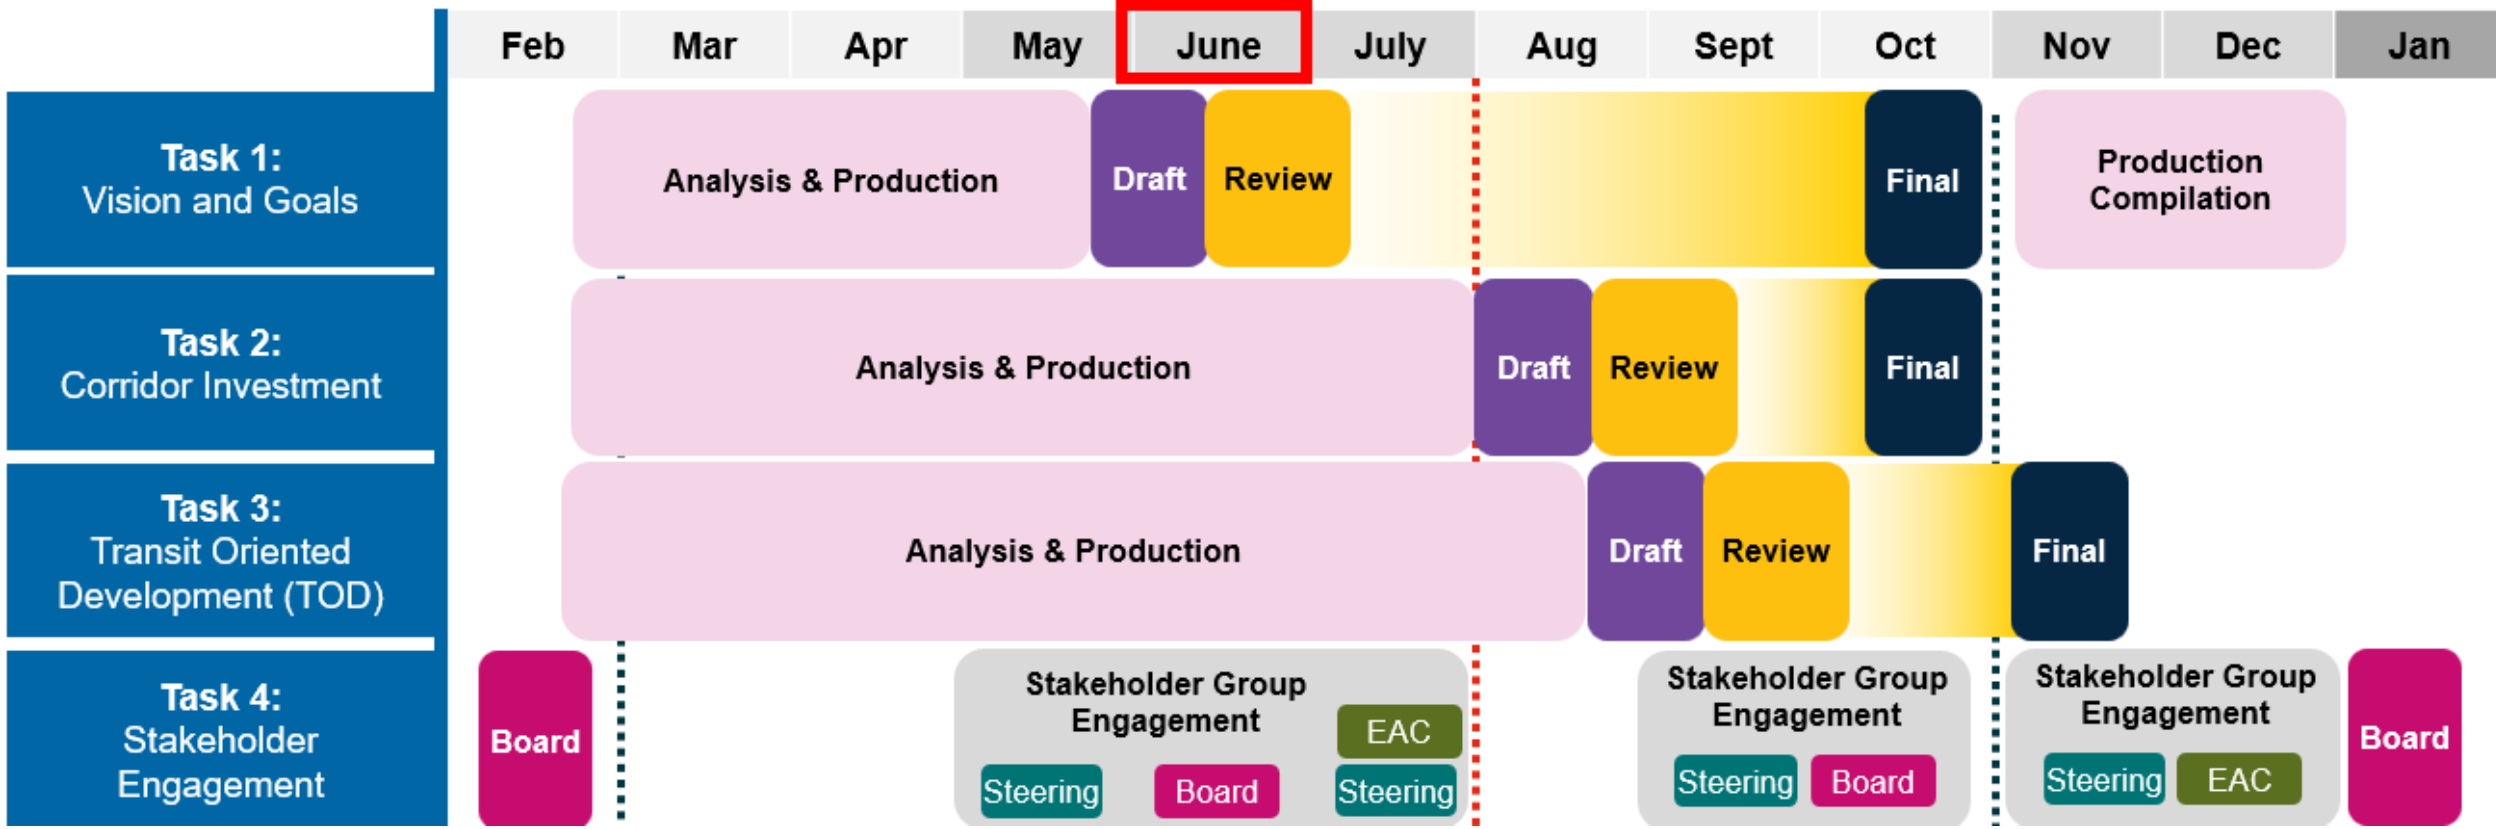 Feb Mar Apr May June July Aug Sept Oct Nov Dec Jan
Task 1:
Vision and Goals
Analysis & Production
Draft
Review
Final
Production
Compilation
Task 2:
Corridor Investment
Analysis & Production
Draft
Review
Final
Task 3:
Transit Oriented
Development (TOD)
Analysis & Production
Draft
Review
Final
Task 4:
Stakeholder
Engagement
Board
Stakeholder Group
Engagement
EAC
Steering
Board
Steering
Stakeholder Group
Engagement
Steering
Board
Stakeholder Group
Engagement
Steering
EAC
Board